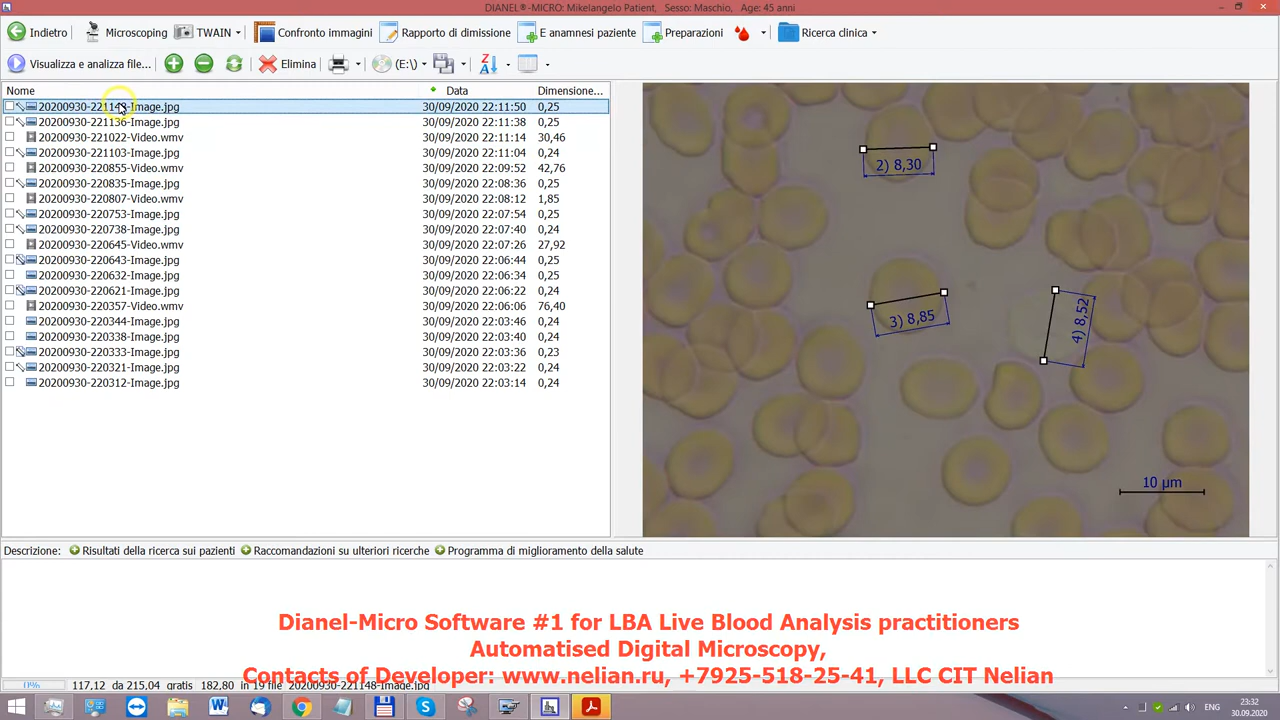 DIANEL®-MICRO: Mikelangelo Patient, Sesso: Maschio, Age: 45 anni
Indietro Microscoping TWAIN Confronto immagini Rapporto di dimissione E anamnesi paziente Preparazioni Ricerca clinica
Visualizza e analizza file... Elimina (E:\)
Nome Data Dimensione...
20200930-221148-Image.jpg 30/09/2020 22:11:50 0,25
20200930-221136-Image.jpg 30/09/2020 22:11:38 0,25
20200930-221022-Video.wmv 30/09/2020 22:11:14 30,46
20200930-221103-Image.jpg 30/09/2020 22:11:04 0,24
20200930-220855-Video.wmv 30/09/2020 22:09:52 42,76
20200930-220835-Image.jpg 30/09/2020 22:08:36 0,25
20200930-220807-Video.wmv 30/09/2020 22:08:12 1,85
20200930-220753-Image.jpg 30/09/2020 22:07:54 0,25
20200930-220738-Image.jpg 30/09/2020 22:07:40 0,24
20200930-220645-Video.wmv 30/09/2020 22:07:26 27,92
20200930-220643-Image.jpg 30/09/2020 22:06:44 0,25
20200930-220632-Image.jpg 30/09/2020 22:06:34 0,25
20200930-220621-Image.jpg 30/09/2020 22:06:22 0,24
20200930-220357-Video.wmv 30/09/2020 22:06:06 76,40
20200930-220344-Image.jpg 30/09/2020 22:03:46 0,24
20200930-220338-Image.jpg 30/09/2020 22:03:40 0,24
20200930-220333-Image.jpg 30/09/2020 22:03:36 0,23
20200930-220321-Image.jpg 30/09/2020 22:03:22 0,24
20200930-220312-Image.jpg 30/09/2020 22:03:14 0,24
2) 8,30
3) 8,85
4) 8,52
10 µm
Descrizione: Risultati della ricerca sui pazienti Raccomandazioni su ulteriori ricerche Programma di miglioramento della salute
Dianel-Micro Software #1 for LBA Live Blood Analysis practitioners
Automatised Digital Microscopy,
Contacts of Developer: www.nelian.ru, +7925-518-25-41, LLC CIT Nelian
0% 117,12 da 215,04 gratis 182,80 in 19 file 20200930-221148-Image.jpg
ENG 23:32
30.09.2020